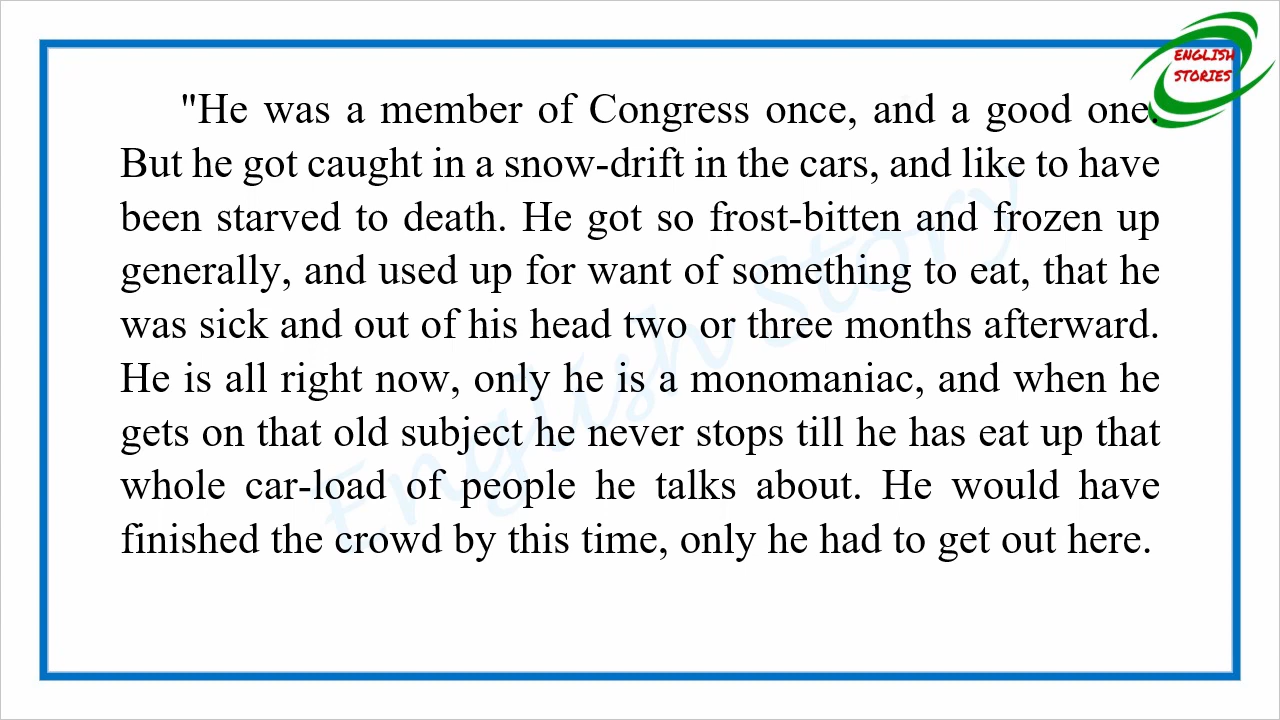 ENGLISH
STORIES
"He was a member of Congress once, and a good one.
But he got caught in a snow-drift in the cars, and like to have
been starved to death. He got so frost-bitten and frozen up
generally, and used up for want of something to eat, that he
was sick and out of his head two or three months afterward.
He is all right now, only he is a monomaniac, and when he
gets on that old subject he never stops till he has eat up that
whole car-load of people he talks about. He would have
finished the crowd by this time, only he had to get out here.
English Story